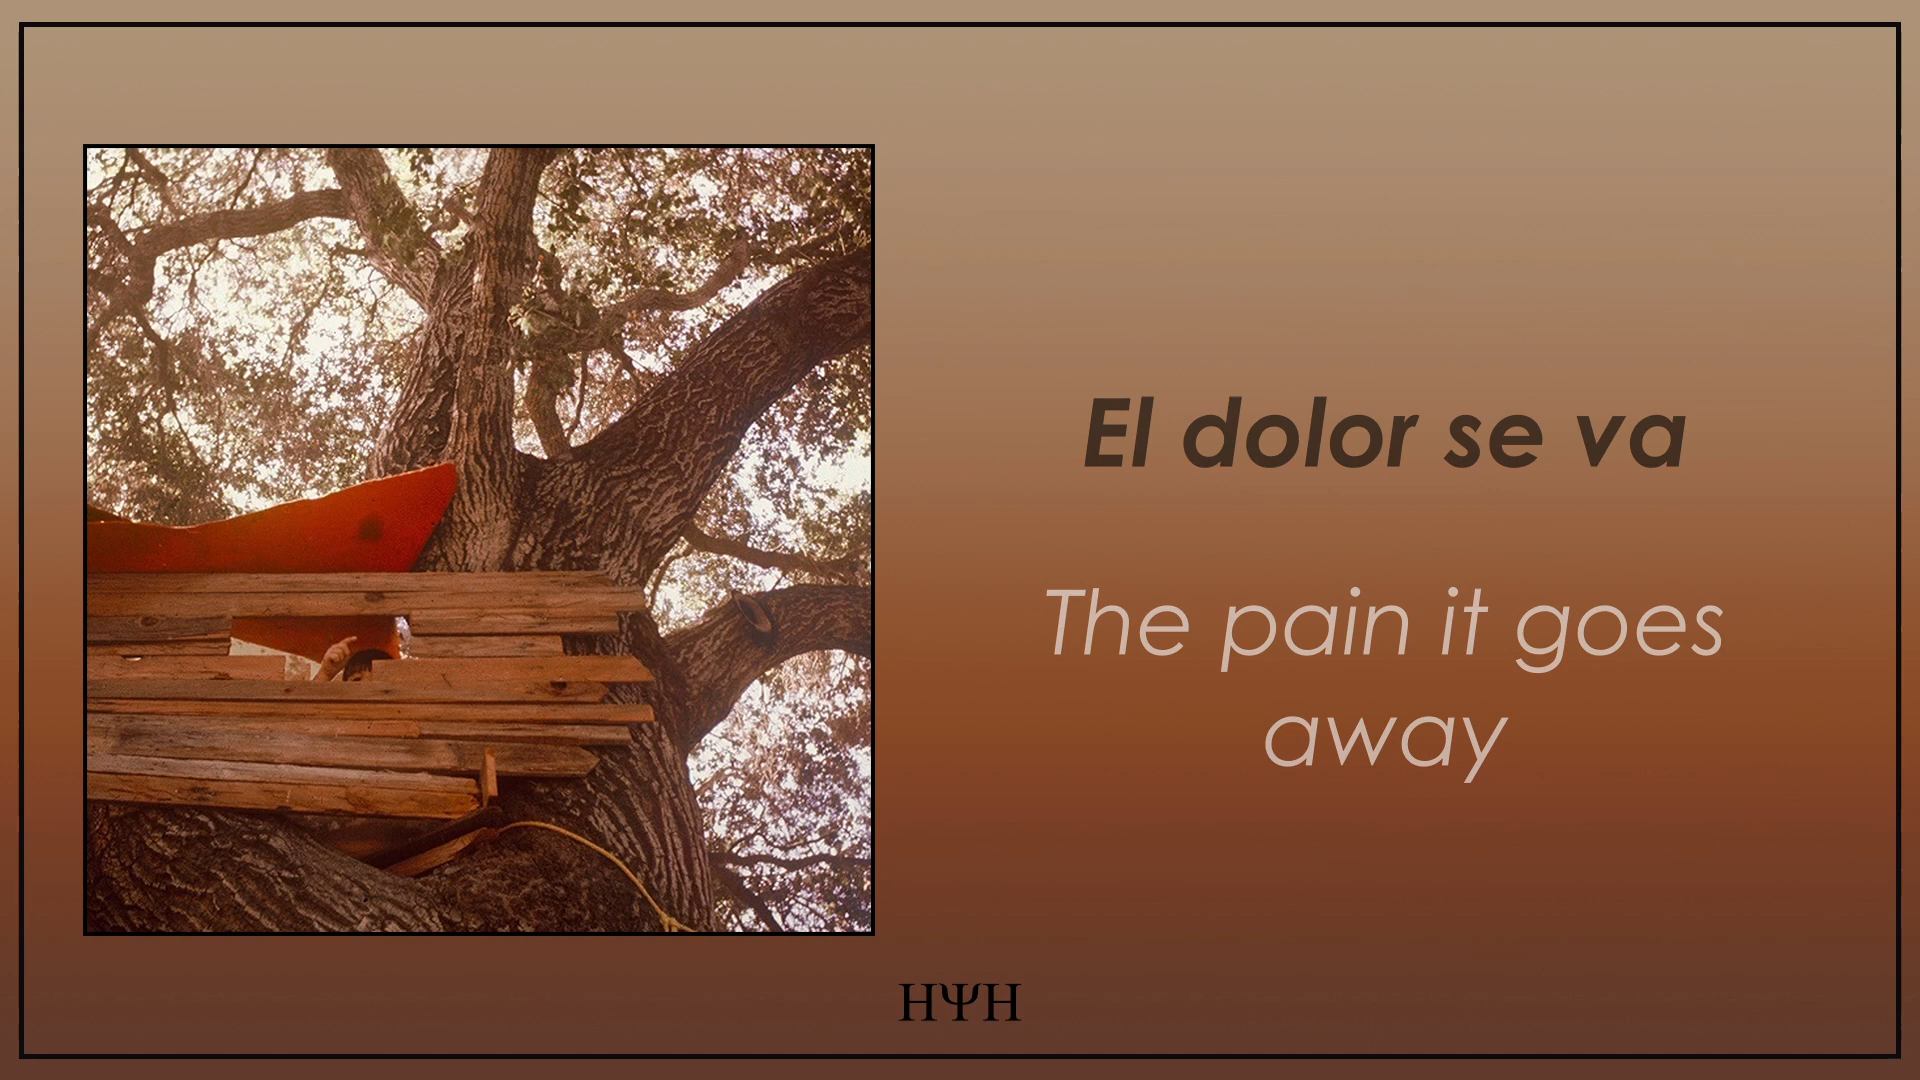 El dolor se va
The pain it goes
away
ΗΨΗ